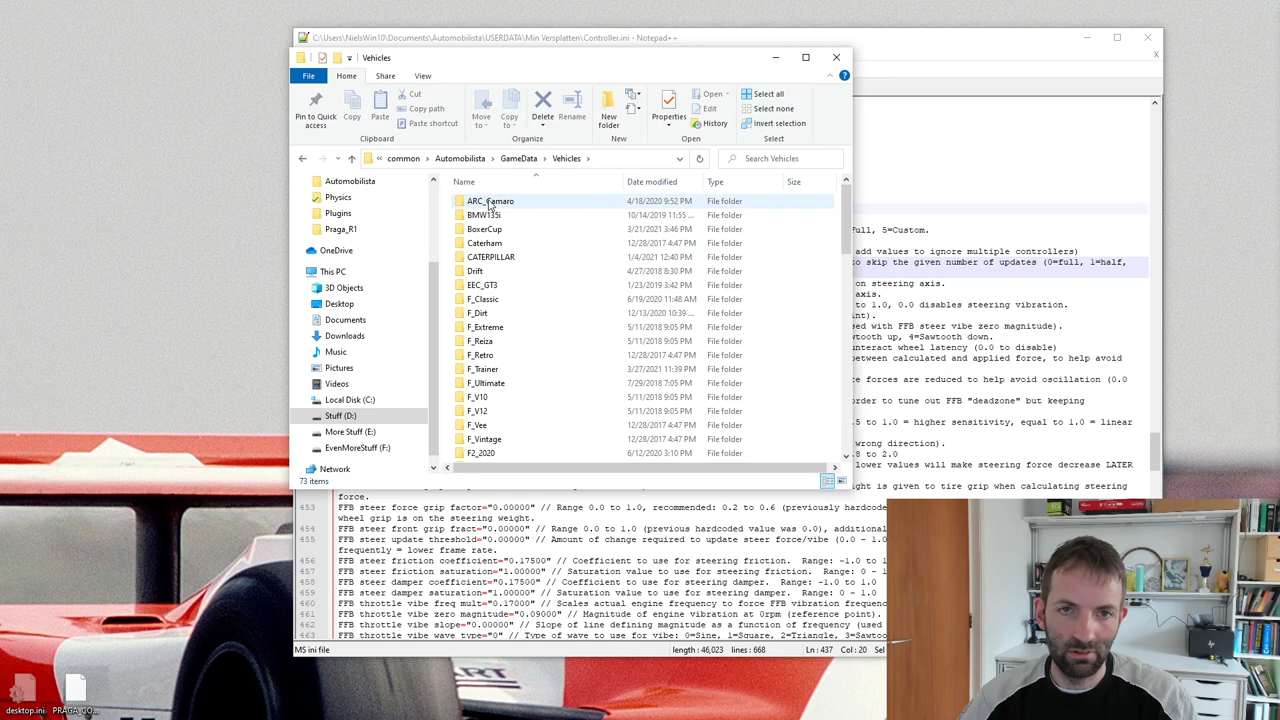 C:\Users\NielsWin10\Documents\Automobilista\USERDATA\Min Versplatten\Controller.ini - Notepad++
X
Vehicles
File Home Share View
Pin to Quick access
Copy
Paste
Cut
Copy path
Paste shortcut
Clipboard
Move to
Copy to
Delete
Rename
Organize
New folder
New
Properties
Open
Edit
History
Open
Select all
Select none
Invert selection
Select
« common › Automobilista › GameData › Vehicles ›
Search Vehicles
Automobilista
Physics
Plugins
Praga_R1
OneDrive
This PC
3D Objects
Desktop
Documents
Downloads
Music
Pictures
Videos
Local Disk (C:)
Stuff (D:)
More Stuff (E:)
EvenMoreStuff (F:)
Network
Name Date modified Type Size
ARC_Camaro 4/18/2020 9:52 PM File folder
BMW135i 10/14/2019 11:55 ... File folder
BoxerCup 3/21/2021 3:46 PM File folder
Caterham 12/28/2017 4:47 PM File folder
CATERPILLAR 1/4/2021 12:40 PM File folder
Drift 4/27/2018 8:30 PM File folder
EEC_GT3 1/23/2019 3:42 PM File folder
F_Classic 6/19/2020 11:48 AM File folder
F_Dirt 12/13/2020 10:39 ... File folder
F_Extreme 5/11/2018 9:05 PM File folder
F_Reiza 5/11/2018 9:05 PM File folder
F_Retro 12/28/2017 4:47 PM File folder
F_Trainer 3/27/2021 11:39 PM File folder
F_Ultimate 7/29/2018 7:05 PM File folder
F_V10 5/11/2018 9:05 PM File folder
F_V12 5/11/2018 9:05 PM File folder
F_Vee 12/28/2017 4:47 PM File folder
F_Vintage 12/28/2017 4:47 PM File folder
F2_2020 6/12/2020 3:10 PM File folder
73 items
Full, 5=Custom.
add values to ignore multiple controllers)
to skip the given number of updates (0=full, 1=half,
on steering axis.
axis.
to 1.0, 0.0 disables steering vibration.
nt).
sed with FFB steer vibe zero magnitude).
wtooth up, 4=Sawtooth down.
unteract wheel latency (0.0 to disable)
between calculated and applied force, to help avoid
re forces are reduced to help avoid oscillation (0.0
order to tune out FFB "deadzone" but keeping
.5 to 1.0 = higher sensitivity, equal to 1.0 = linear
wrong direction).
.8 to 2.0
lower values will make steering force decrease LATER
ght is given to tire grip when calculating steering
force.
453 FFB steer force grip factor="0.00000" // Range 0.0 to 1.0, recommended: 0.2 to 0.6 (previously hardcoded
wheel grip is on the steering weight.
454 FFB steer front grip fract="0.00000" // Range 0.0 to 1.0 (previous hardcoded value was 0.0), additional
455 FFB steer update threshold="0.00000" // Amount of change required to update steer force/vibe (0.0 - 1.0
frequently = lower frame rate.
456 FFB steer friction coefficient="0.17500" // Coefficient to use for steering friction. Range: -1.0 to 1
457 FFB steer friction saturation="1.00000" // Saturation value to use for steering friction. Range: 0 -
458 FFB steer damper coefficient="0.17500" // Coefficient to use for steering damper. Range: -1.0 to 1.0
459 FFB steer damper saturation="1.00000" // Saturation value to use for steering damper. Range: 0 - 1.0
460 FFB throttle vibe freq mult="0.17000" // Scales actual engine frequency to force FFB vibration frequency
461 FFB throttle vibe zero magnitude="0.09000" // Magnitude of engine vibration at 0rpm (reference point).
462 FFB throttle vibe slope="0.00000" // Slope of line defining magnitude as a function of frequency (used
463 FFB throttle vibe wave type="0" // Type of wave to use for vibe: 0=Sine, 1=Square, 2=Triangle, 3=Sawtoo
MS ini file length : 46,023 lines : 668 Ln : 437 Col : 20 Sel
desktop.ini PRAGA_CO...